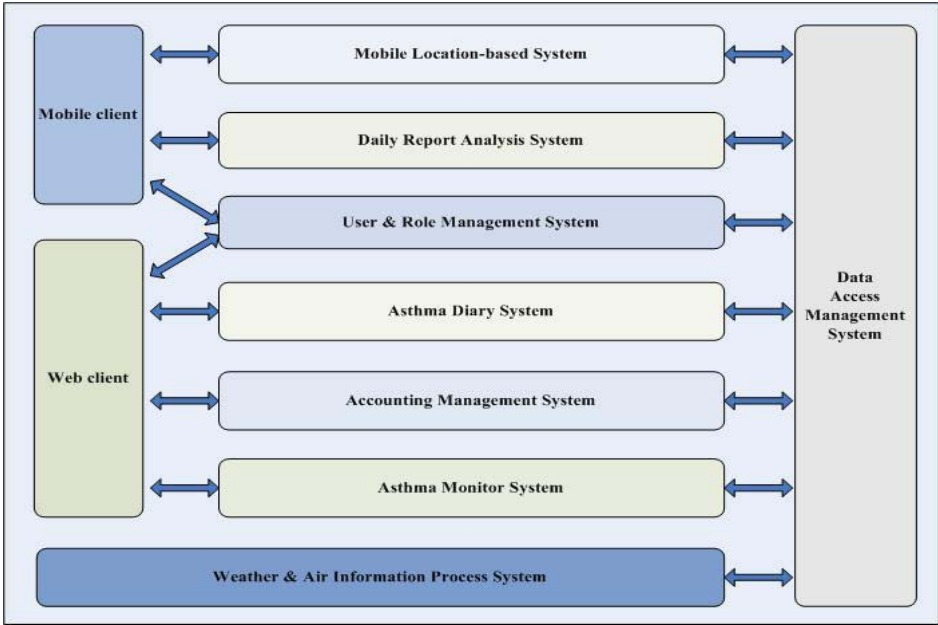 Mobile Location-based System
Mobile client
Daily Report Analysis System
User & Role Management System
Asthma Diary System
Data
Access
Management
System
Web client
Accounting Management System
Asthma Monitor System
Weather & Air Information Process System